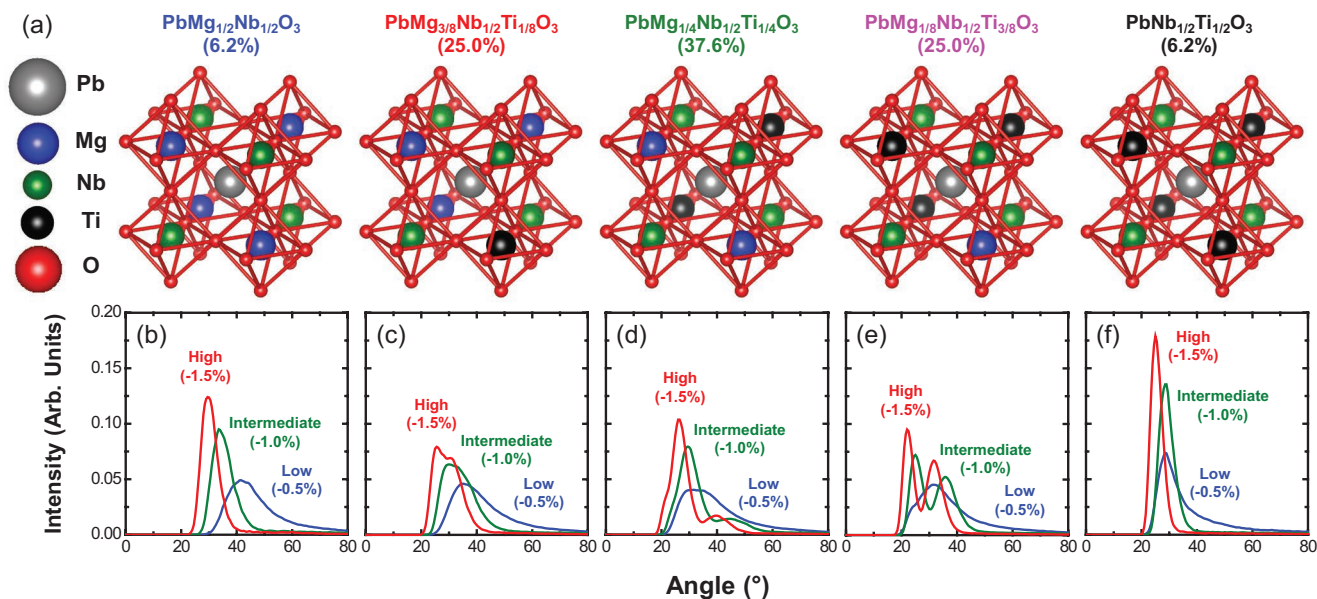 (a)
PbMg1/2Nb1/2O3
(6.2%)
PbMg3/8Nb1/2Ti1/8O3
(25.0%)
PbMg1/4Nb1/2Ti1/4O3
(37.6%)
PbMg1/8Nb1/2Ti3/8O3
(25.0%)
PbNb1/2Ti1/2O3
(6.2%)
Pb
Mg
Nb
Ti
O
Intensity (Arb. Units)
0.20
0.15
0.10
0.05
0.00
(b)
High
(-1.5%)
Intermediate
(-1.0%)
Low
(-0.5%)
0 20 40 60 80
(c)
High
(-1.5%)
Intermediate
(-1.0%)
Low
(-0.5%)
0 20 40 60 80
(d)
High
(-1.5%)
Intermediate
(-1.0%)
Low
(-0.5%)
0 20 40 60 80
(e)
High
(-1.5%)
Intermediate
(-1.0%)
Low
(-0.5%)
0 20 40 60 80
(f)
High
(-1.5%)
Intermediate
(-1.0%)
Low
(-0.5%)
0 20 40 60 80
Angle (°)